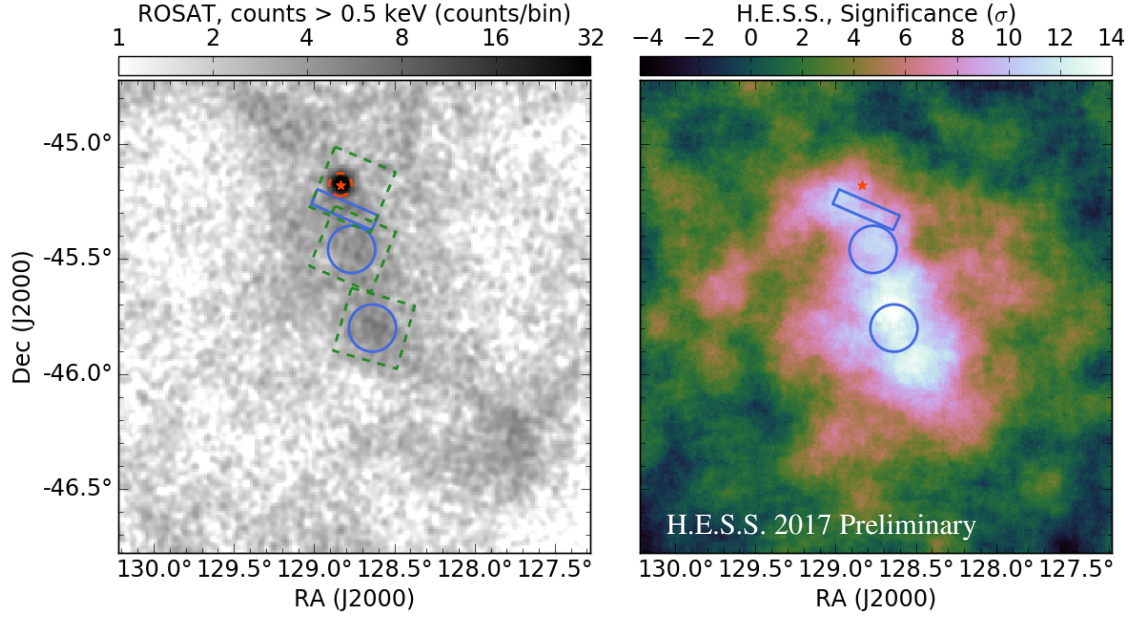 ROSAT, counts > 0.5 keV (counts/bin)
1 2 4 8 16 32
-45.0°
-45.5°
-46.0°
-46.5°
Dec (J2000)
130.0° 129.5° 129.0° 128.5° 128.0° 127.5°
RA (J2000)
H.E.S.S., Significance (σ)
−4 −2 0 2 4 6 8 10 12 14
H.E.S.S. 2017 Preliminary
130.0° 129.5° 129.0° 128.5° 128.0° 127.5°
RA (J2000)